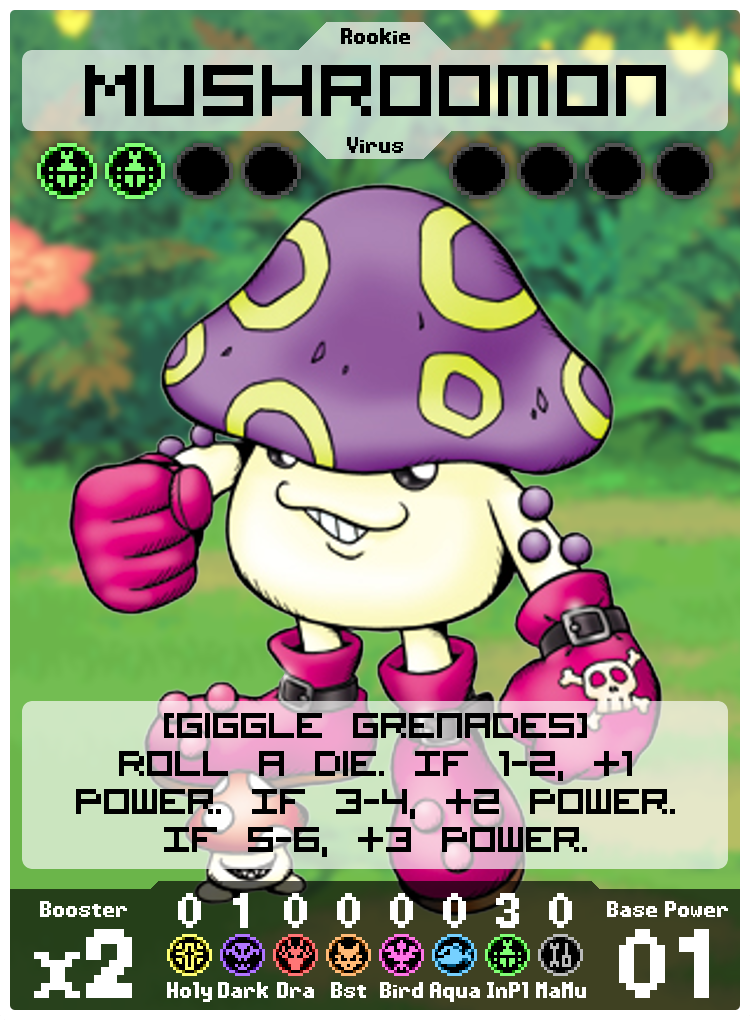 Rookie
MUSHROOMON
Virus
[GIGGLE GRENADES]
ROLL A DIE. IF 1-2, +1
POWER. IF 3-4, +2 POWER.
IF 5-6, +3 POWER.
Booster 0 1 0 0 0 0 3 0 Base Power
x2 01
Holy Dark Dra Bst Bird Aqua InPl MaMu